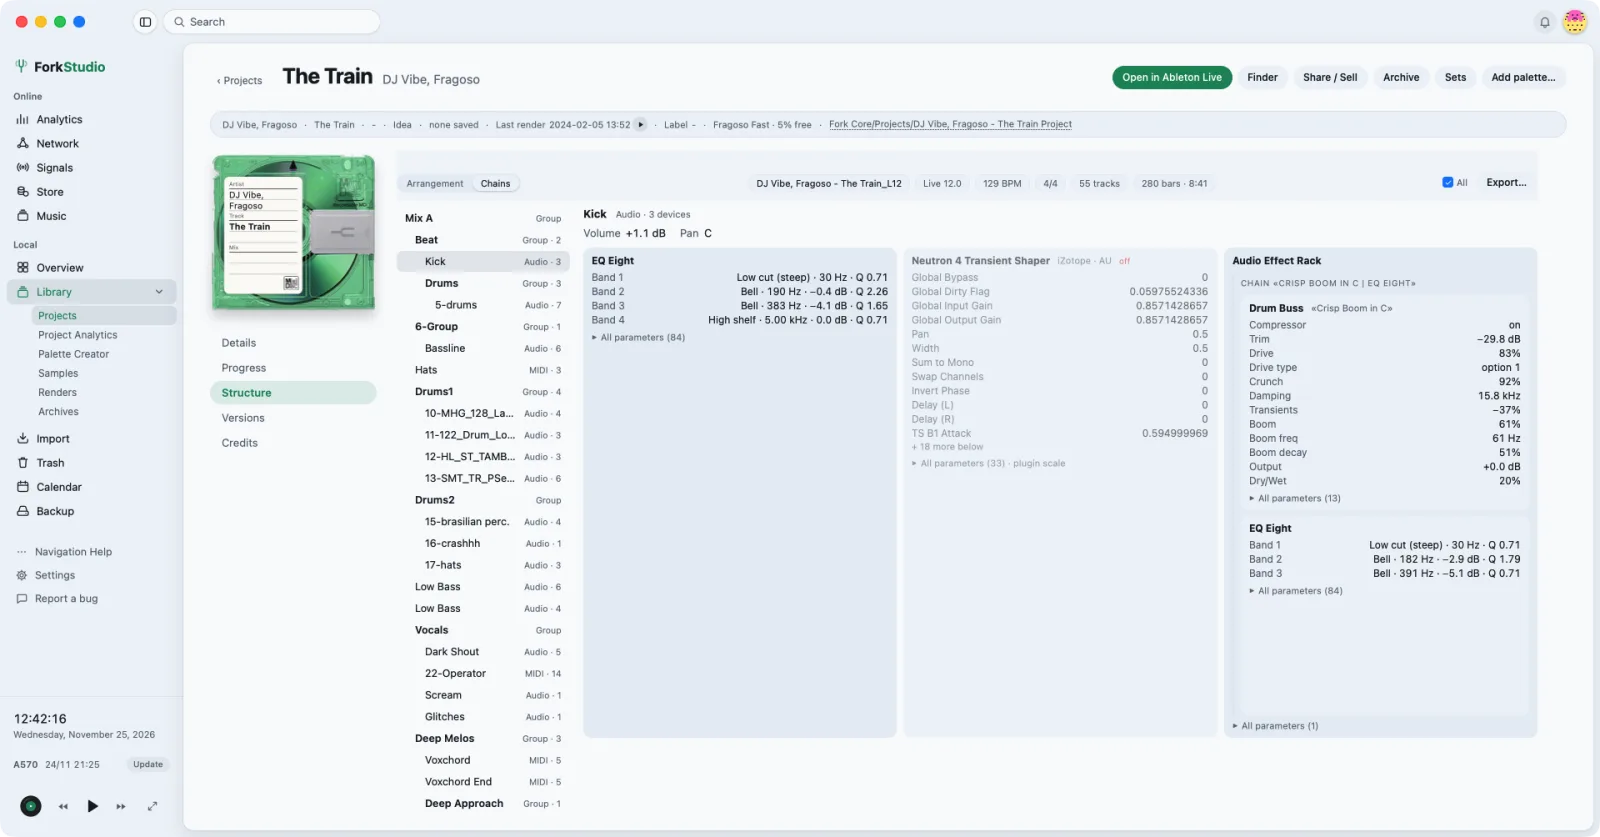 Search
ForkStudio
Online
Analytics
Network
Signals
Store
Music
Local
Overview
Library
Projects
Project Analytics
Palette Creator
Samples
Renders
Archives
Import
Trash
Calendar
Backup
Navigation Help
Settings
Report a bug
12:42:16
Wednesday, November 25, 2026
A570 24/11 21:25 Update
‹ Projects The Train DJ Vibe, Fragoso
Open in Ableton Live Finder Share / Sell Archive Sets Add palette...
DJ Vibe, Fragoso · The Train · - · Idea · none saved · Last render 2024-02-05 13:52 · Label - · Fragoso Fast · 5% free · Fork Core/Projects/DJ Vibe, Fragoso - The Train Project
Artist
DJ Vibe,
Fragoso
Track
The Train
Mix
Details
Progress
Structure
Versions
Credits
Arrangement Chains
DJ Vibe, Fragoso - The Train_L12 Live 12.0 129 BPM 4/4 55 tracks 280 bars · 8:41
All Export...
Mix A Group
Beat Group · 2
Kick Audio · 3
Drums Group · 3
5-drums Audio · 7
6-Group Group · 1
Bassline Audio · 6
Hats MIDI · 3
Drums1 Group · 4
10-MHG_128_La... Audio · 4
11-122_Drum_Lo... Audio · 3
12-HL_ST_TAMB... Audio · 3
13-SMT_TR_PSe... Audio · 6
Drums2 Group
15-brasilian perc. Audio · 4
16-crashhh Audio · 1
17-hats Audio · 3
Low Bass Audio · 6
Low Bass Audio · 4
Vocals Group
Dark Shout Audio · 5
22-Operator MIDI · 14
Scream Audio · 1
Glitches Audio · 1
Deep Melos Group · 3
Voxchord MIDI · 5
Voxchord End MIDI · 5
Deep Approach Group · 1
Kick Audio · 3 devices
Volume +1.1 dB Pan C
EQ Eight
Band 1 Low cut (steep) · 30 Hz · Q 0.71
Band 2 Bell · 190 Hz · −0.4 dB · Q 2.26
Band 3 Bell · 383 Hz · −4.1 dB · Q 1.65
Band 4 High shelf · 5.00 kHz · 0.0 dB · Q 0.71
▸ All parameters (84)
Neutron 4 Transient Shaper iZotope · AU off
Global Bypass 0
Global Dirty Flag 0.05975524336
Global Input Gain 0.8571428657
Global Output Gain 0.8571428657
Pan 0.5
Width 0.5
Sum to Mono 0
Swap Channels 0
Invert Phase 0
Delay (L) 0
Delay (R) 0
TS B1 Attack 0.594999969
+ 18 more below
▸ All parameters (33) · plugin scale
Audio Effect Rack
CHAIN «CRISP BOOM IN C | EQ EIGHT»
Drum Buss «Crisp Boom in C»
Compressor on
Trim −29.8 dB
Drive 83%
Drive type option 1
Crunch 92%
Damping 15.8 kHz
Transients −37%
Boom 61%
Boom freq 61 Hz
Boom decay 51%
Output +0.0 dB
Dry/Wet 20%
▸ All parameters (13)
EQ Eight
Band 1 Low cut (steep) · 30 Hz · Q 0.71
Band 2 Bell · 182 Hz · −2.9 dB · Q 1.79
Band 3 Bell · 391 Hz · −5.1 dB · Q 0.71
▸ All parameters (84)
▸ All parameters (1)